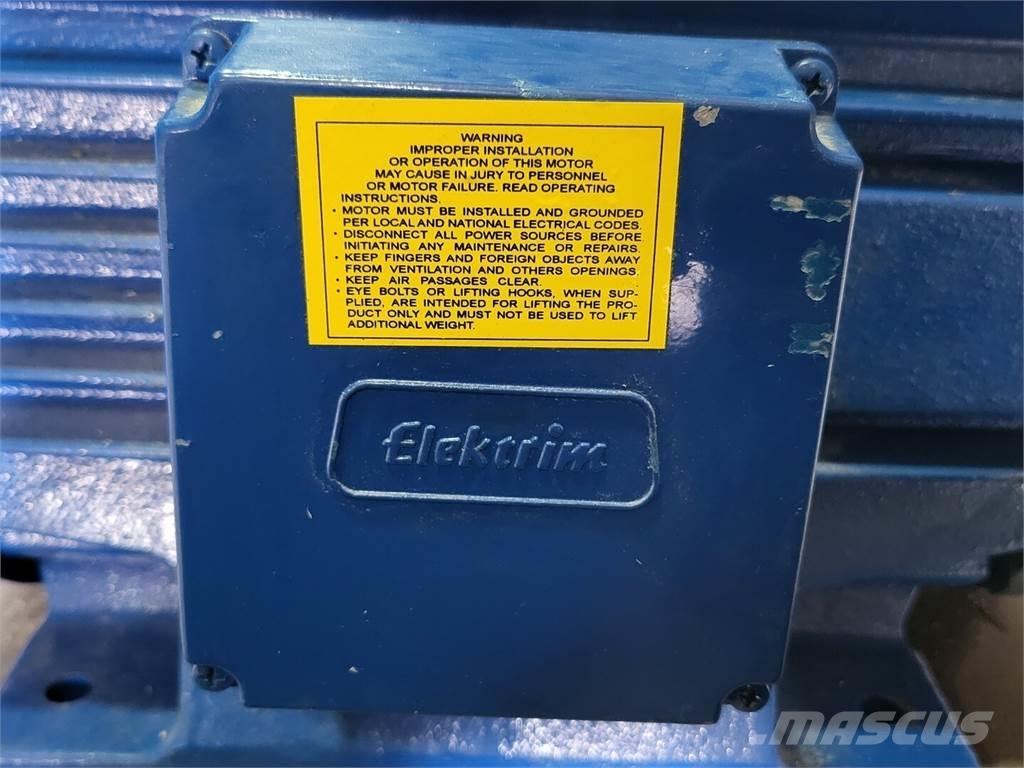 WARNING
IMPROPER INSTALLATION
OR OPERATION OF THIS MOTOR
MAY CAUSE IN JURY TO PERSONNEL
OR MOTOR FAILURE. READ OPERATING
INSTRUCTIONS.
• MOTOR MUST BE INSTALLED AND GROUNDED
PER LOCAL AND NATIONAL ELECTRICAL CODES.
• DISCONNECT ALL POWER SOURCES BEFORE
INITIATING ANY MAINTENANCE OR REPAIRS.
• KEEP FINGERS AND FOREIGN OBJECTS AWAY
FROM VENTILATION AND OTHERS OPENINGS.
• KEEP AIR PASSAGES CLEAR.
• EYE BOLTS OR LIFTING HOOKS, WHEN SUP-
PLIED, ARE INTENDED FOR LIFTING THE PRO-
DUCT ONLY AND MUST NOT BE USED TO LIFT
ADDITIONAL WEIGHT.
Elektrim
MASCUS